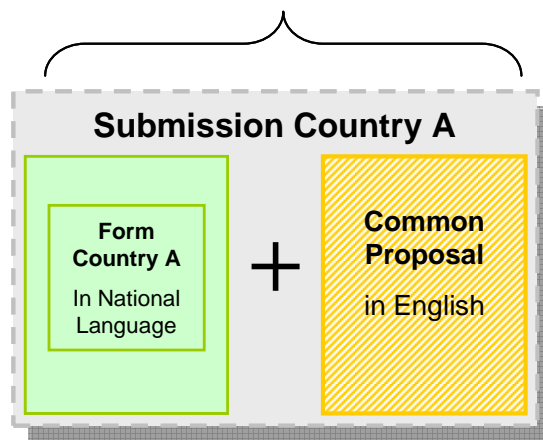 Submission Country A
Form
Country A
In National
Language
+
Common
Proposal
in English